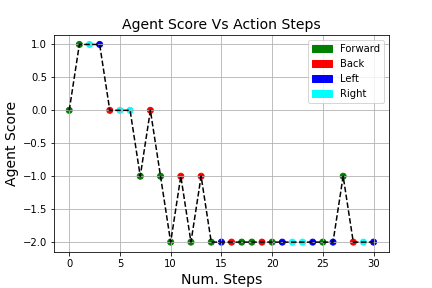 Agent Score Vs Action Steps
1.0
0.5
0.0
−0.5
−1.0
−1.5
−2.0
Agent Score
Forward
Back
Left
Right
0 5 10 15 20 25 30
Num. Steps